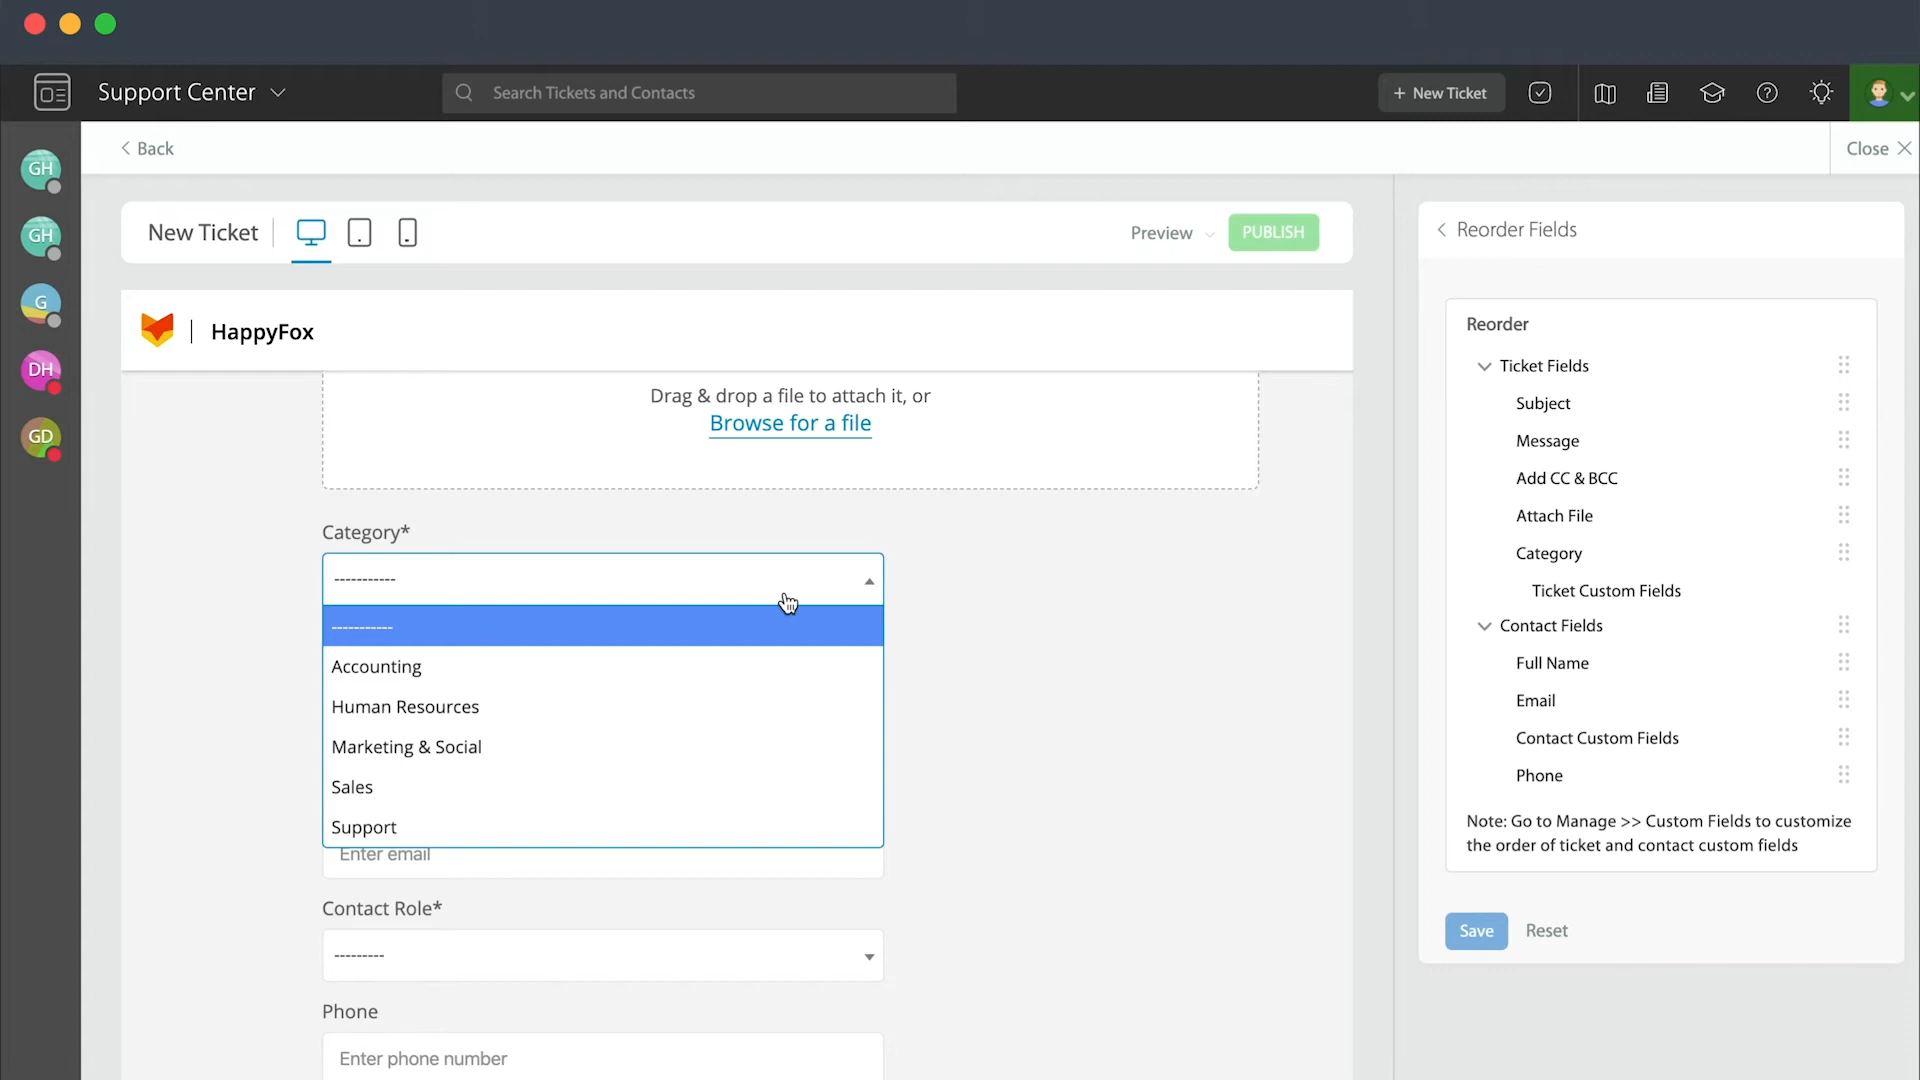 Support Center
Search Tickets and Contacts
+ New Ticket
GH
GH
G
DH
GD
Back
Close
New Ticket
Preview
PUBLISH
HappyFox
Drag & drop a file to attach it, or
Browse for a file
Category*
-----------
-----------
Accounting
Human Resources
Marketing & Social
Sales
Support
Enter email
Contact Role*
---------
Phone
Enter phone number
Reorder Fields
Reorder
Ticket Fields
Subject
Message
Add CC & BCC
Attach File
Category
Ticket Custom Fields
Contact Fields
Full Name
Email
Contact Custom Fields
Phone
Note: Go to Manage >> Custom Fields to customize
the order of ticket and contact custom fields
Save
Reset